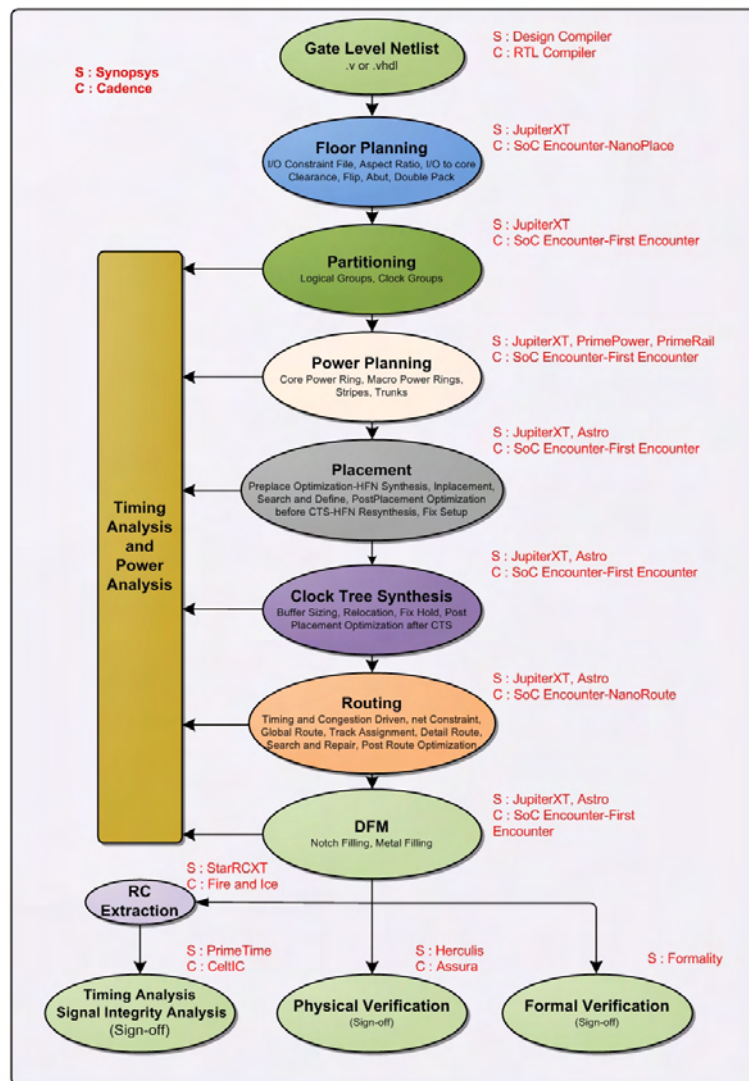 S : Synopsys
C : Cadence
Gate Level Netlist
.v or .vhdl
S : Design Compiler
C : RTL Compiler
Floor Planning
I/O Constraint File, Aspect Ratio, I/O to core
Clearance, Flip, Abut, Double Pack
S : JupiterXT
C : SoC Encounter-NanoPlace
Partitioning
Logical Groups, Clock Groups
S : JupiterXT
C : SoC Encounter-First Encounter
Power Planning
Core Power Ring, Macro Power Rings,
Stripes, Trunks
S : JupiterXT, PrimePower, PrimeRail
C : SoC Encounter-First Encounter
Placement
Preplace Optimization-HFN Synthesis, Inplacement,
Search and Define, PostPlacement Optimization
before CTS-HFN Resynthesis, Fix Setup
S : JupiterXT, Astro
C : SoC Encounter-First Encounter
Timing
Analysis
and
Power
Analysis
Clock Tree Synthesis
Buffer Sizing, Relocation, Fix Hold, Post
Placement Optimization after CTS
S : JupiterXT, Astro
C : SoC Encounter-First Encounter
Routing
Timing and Congestion Driven, net Constraint,
Global Route, Track Assignment, Detail Route,
Search and Repair, Post Route Optimization
S : JupiterXT, Astro
C : SoC Encounter-NanoRoute
DFM
Notch Filling, Metal Filling
S : JupiterXT, Astro
C : SoC Encounter-First
Encounter
S : StarRCXT
C : Fire and Ice
RC
Extraction
S : PrimeTime
C : CeltIC
S : Herculis
C : Assura
S : Formality
Timing Analysis
Signal Integrity Analysis
(Sign-off)
Physical Verification
(Sign-off)
Formal Verification
(Sign-off)